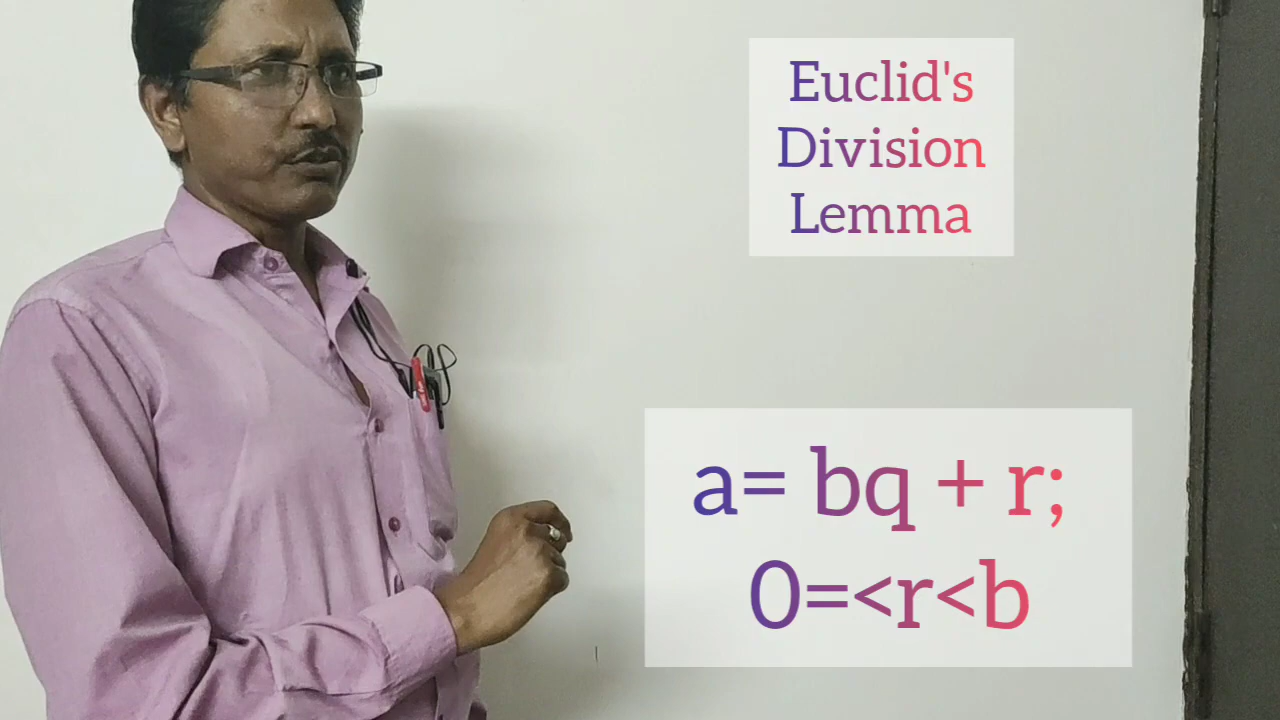 Euclid's
Division
Lemma
a= bq + r;
0=<r<b